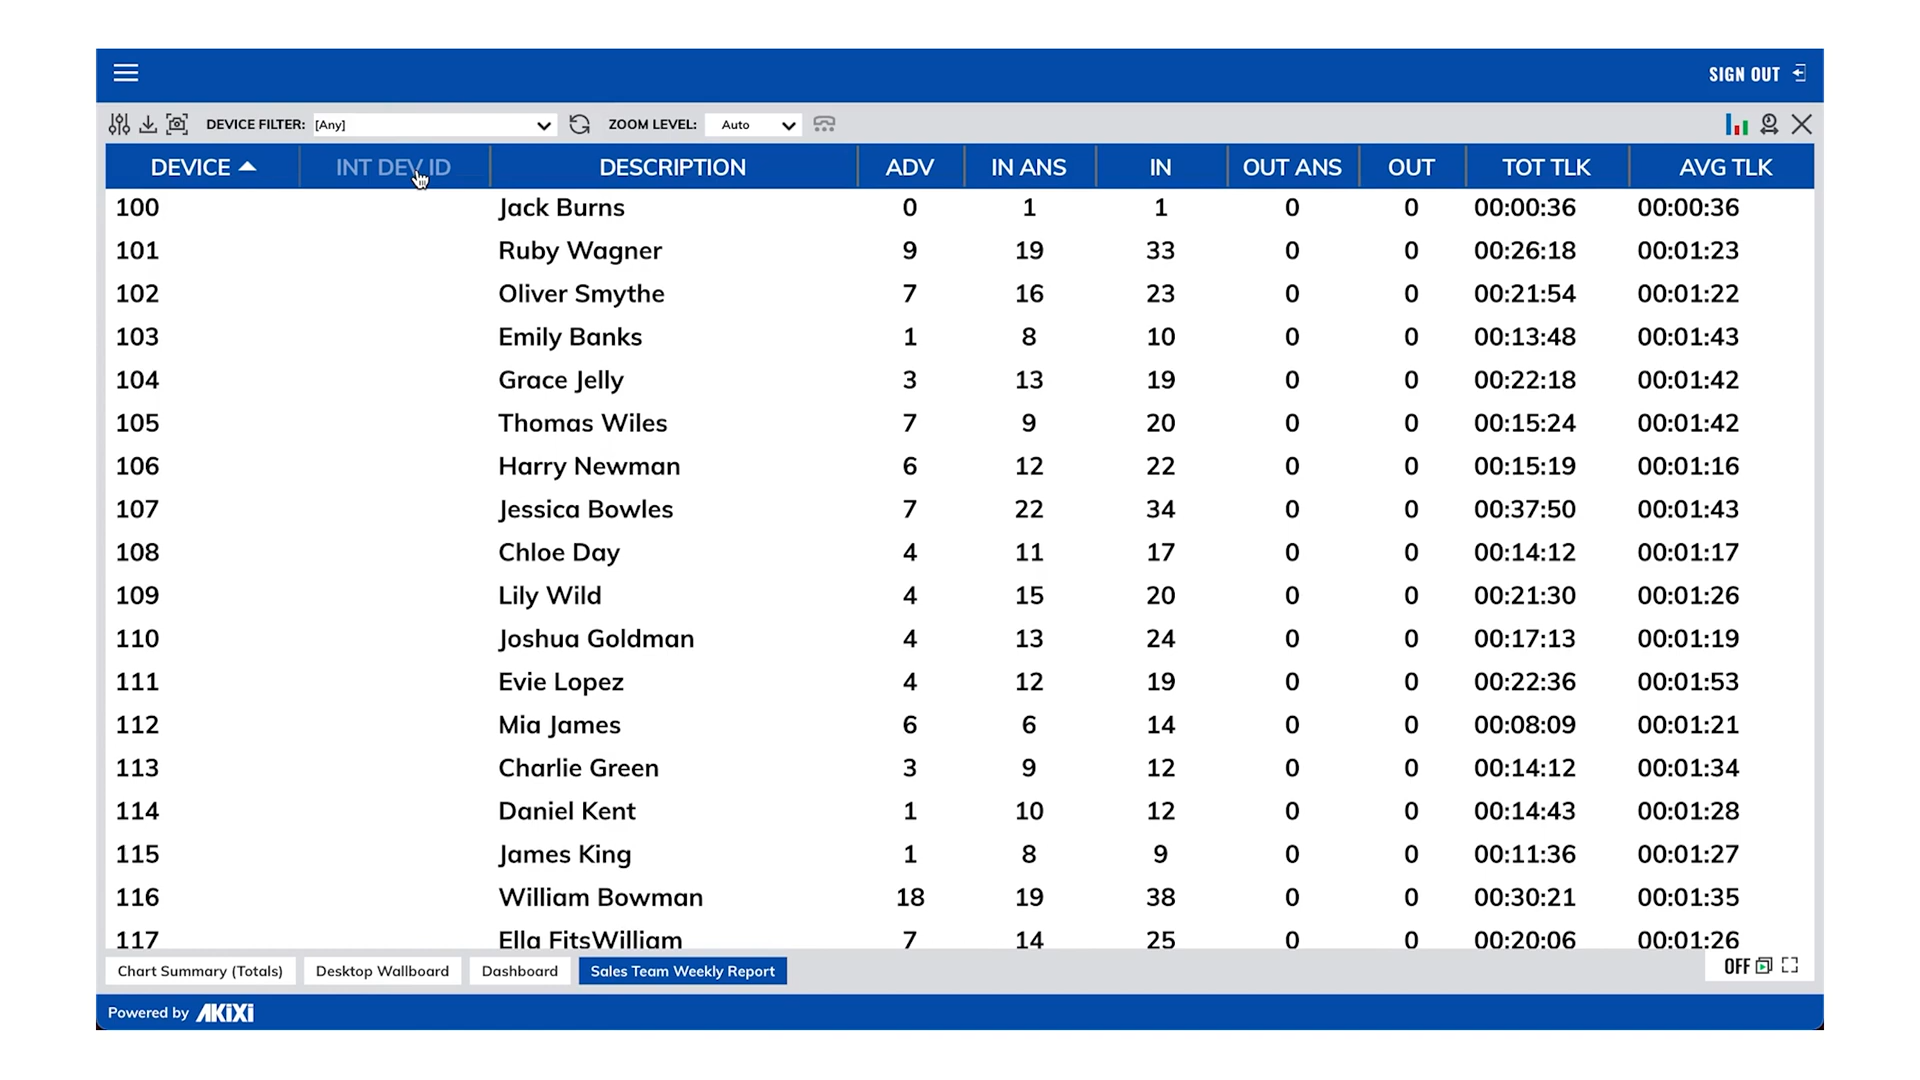 SIGN OUT
DEVICE FILTER: [Any] ZOOM LEVEL: Auto
DEVICE INT DEV ID DESCRIPTION ADV IN ANS IN OUT ANS OUT TOT TLK AVG TLK
100 Jack Burns 0 1 1 0 0 00:00:36 00:00:36
101 Ruby Wagner 9 19 33 0 0 00:26:18 00:01:23
102 Oliver Smythe 7 16 23 0 0 00:21:54 00:01:22
103 Emily Banks 1 8 10 0 0 00:13:48 00:01:43
104 Grace Jelly 3 13 19 0 0 00:22:18 00:01:42
105 Thomas Wiles 7 9 20 0 0 00:15:24 00:01:42
106 Harry Newman 6 12 22 0 0 00:15:19 00:01:16
107 Jessica Bowles 7 22 34 0 0 00:37:50 00:01:43
108 Chloe Day 4 11 17 0 0 00:14:12 00:01:17
109 Lily Wild 4 15 20 0 0 00:21:30 00:01:26
110 Joshua Goldman 4 13 24 0 0 00:17:13 00:01:19
111 Evie Lopez 4 12 19 0 0 00:22:36 00:01:53
112 Mia James 6 6 14 0 0 00:08:09 00:01:21
113 Charlie Green 3 9 12 0 0 00:14:12 00:01:34
114 Daniel Kent 1 10 12 0 0 00:14:43 00:01:28
115 James King 1 8 9 0 0 00:11:36 00:01:27
116 William Bowman 18 19 38 0 0 00:30:21 00:01:35
117 Ella FitsWilliam 7 14 25 0 0 00:20:06 00:01:26
Chart Summary (Totals) Desktop Wallboard Dashboard Sales Team Weekly Report OFF
Powered by AKIXI